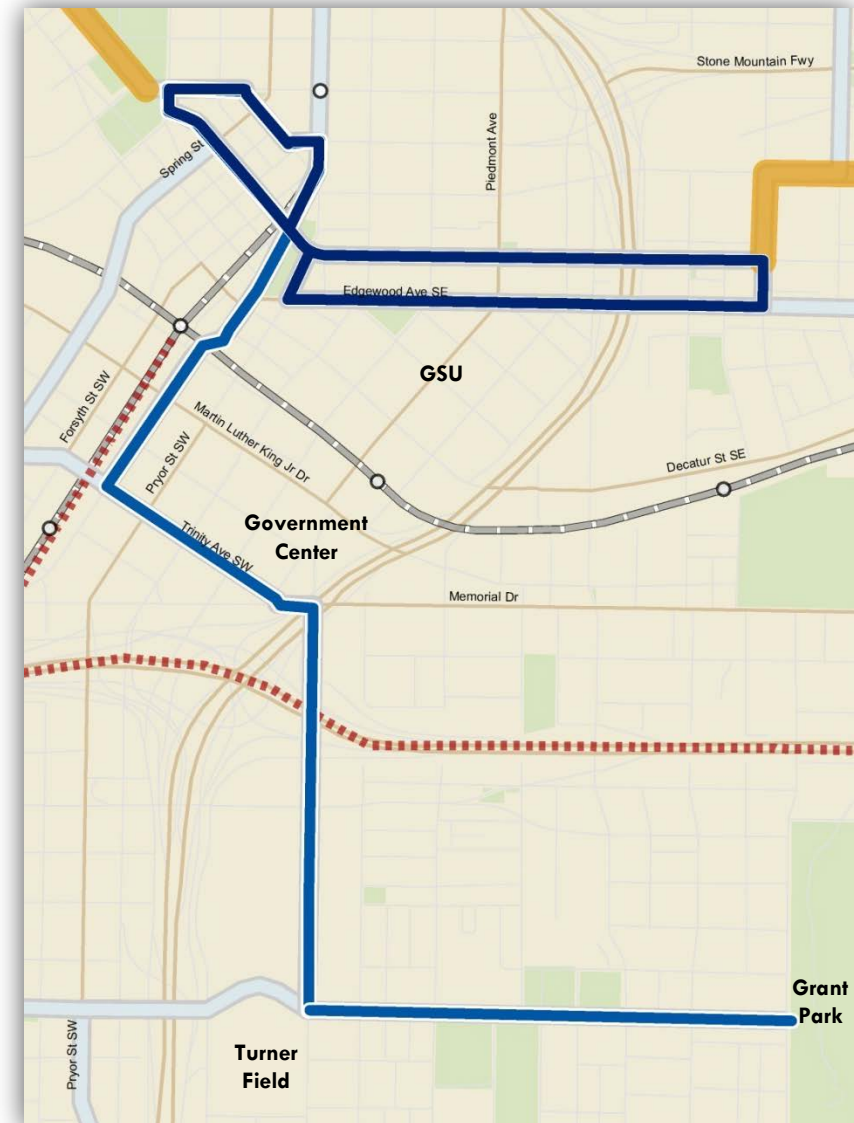 Stone Mountain Fwy
Piedmont Ave
Spring St
Edgewood Ave SE
GSU
Forsyth St SW
Martin Luther King Jr Dr
Pryor St SW
Decatur St SE
Government
Center
Trinity Ave SW
Memorial Dr
Grant
Park
Turner
Field
Pryor St SW